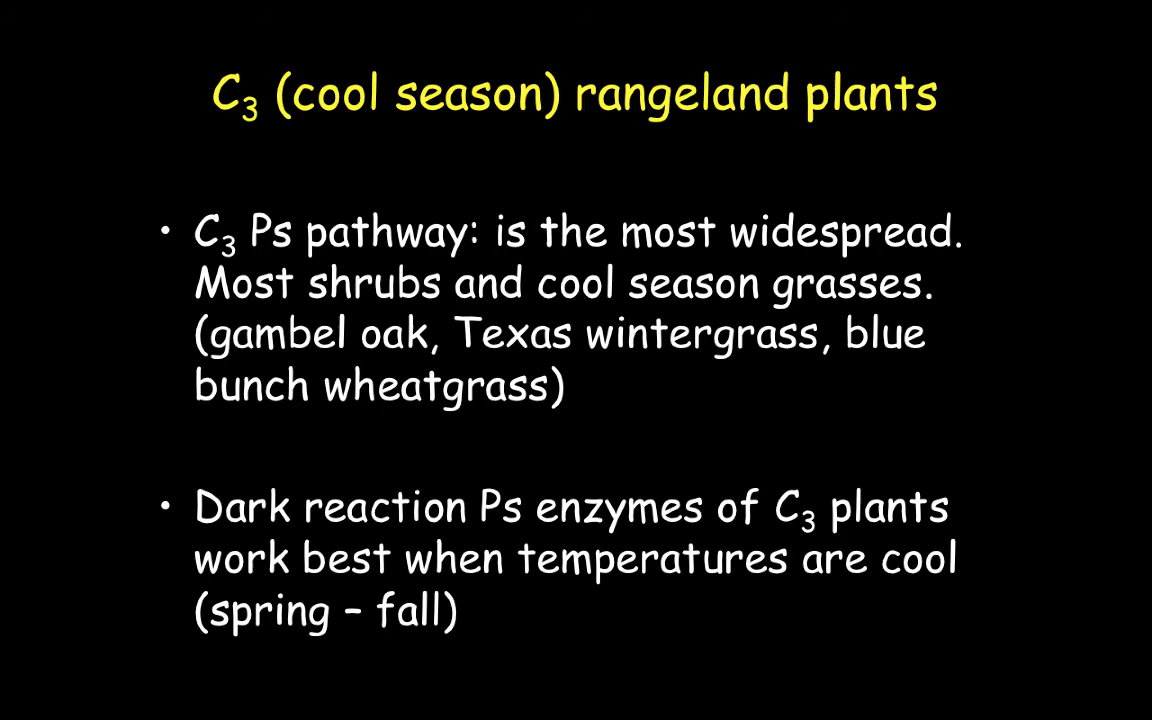 C₃ (cool season) rangeland plants
• C₃ Ps pathway: is the most widespread.
Most shrubs and cool season grasses.
(gambel oak, Texas wintergrass, blue
bunch wheatgrass)
• Dark reaction Ps enzymes of C₃ plants
work best when temperatures are cool
(spring – fall)